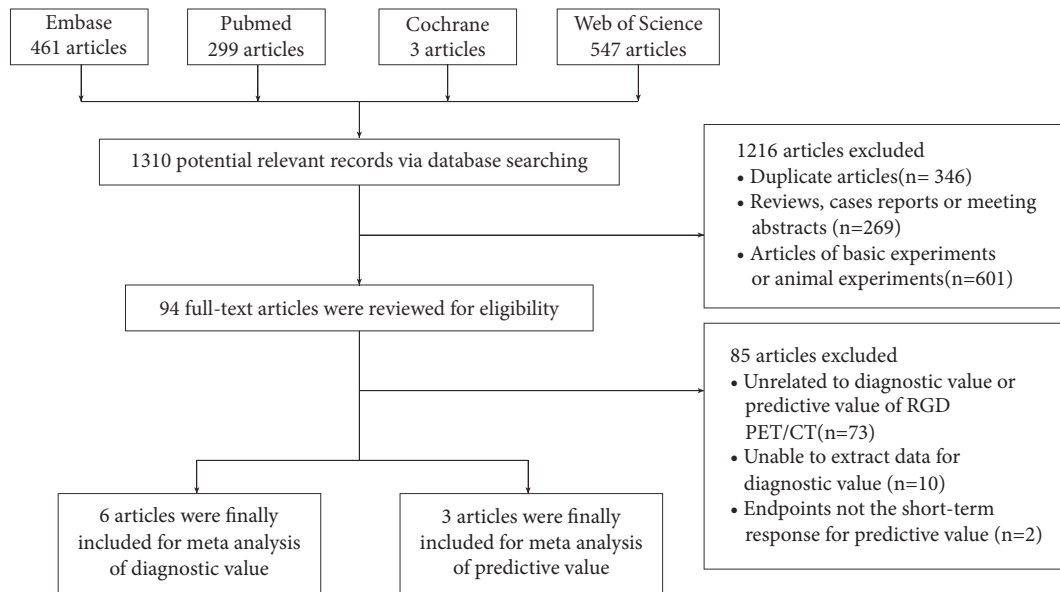 Embase
461 articles
Pubmed
299 articles
Cochrane
3 articles
Web of Science
547 articles
1310 potential relevant records via database searching
1216 articles excluded
• Duplicate articles(n= 346)
• Reviews, cases reports or meeting
abstracts (n=269)
• Articles of basic experiments
or animal experiments(n=601)
94 full-text articles were reviewed for eligibility
85 articles excluded
• Unrelated to diagnostic value or
predictive value of RGD
PET/CT(n=73)
• Unable to extract data for
diagnostic value (n=10)
• Endpoints not the short-term
response for predictive value (n=2)
6 articles were finally
included for meta analysis
of diagnostic value
3 articles were finally
included for meta analysis
of predictive value